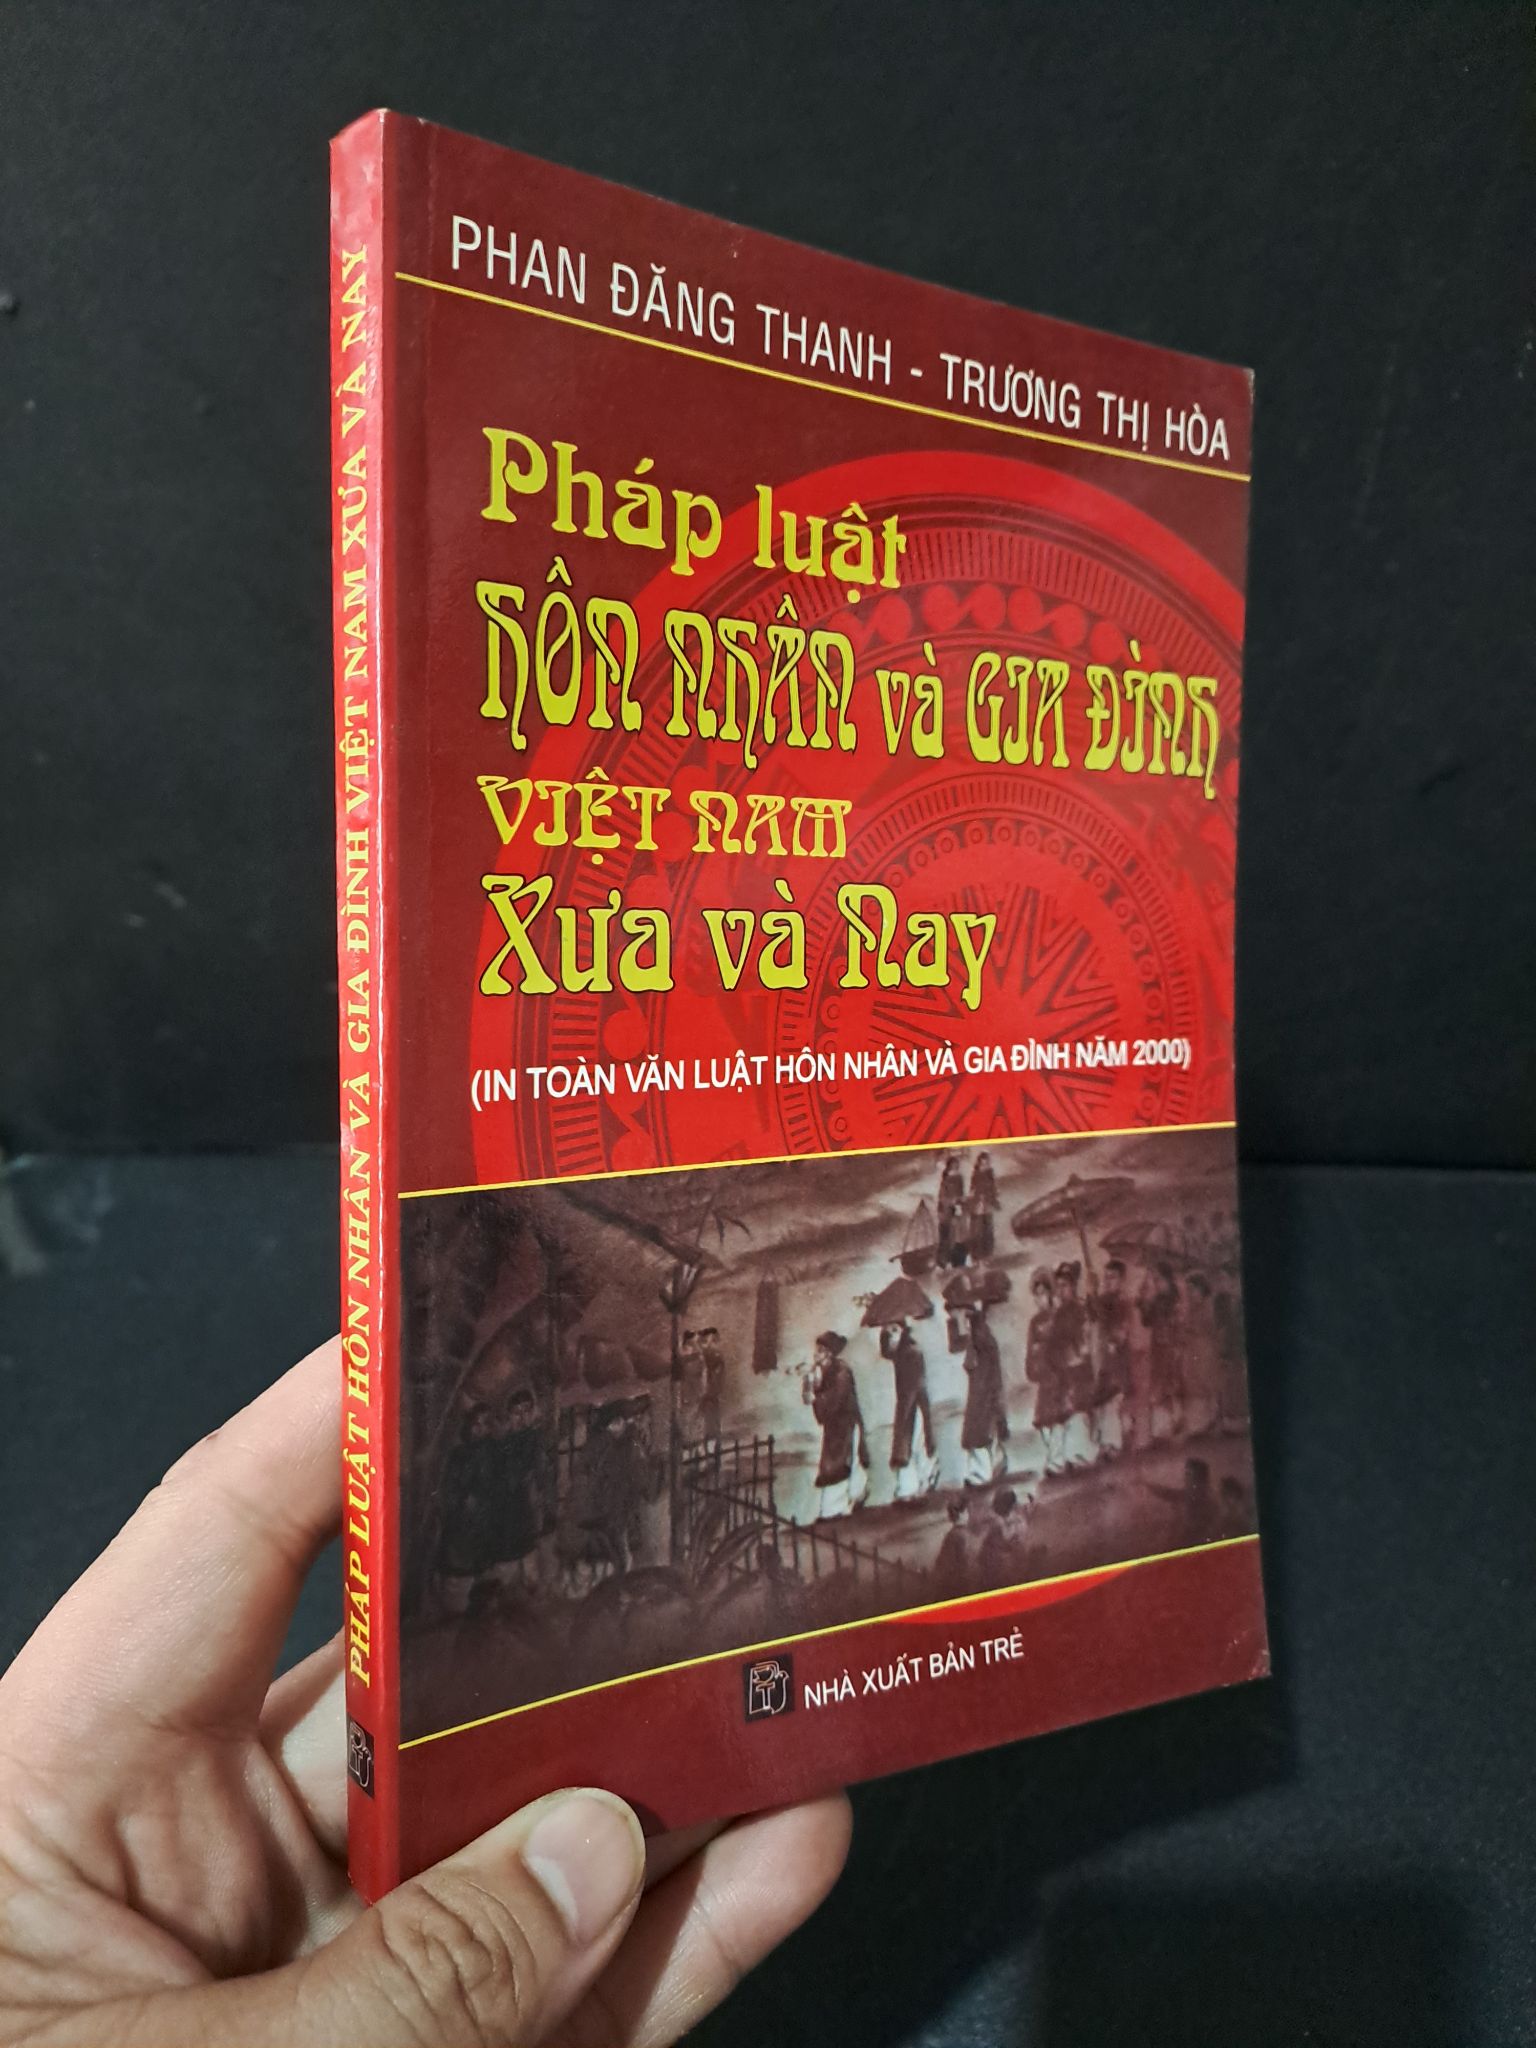 PHAN ĐĂNG THANH - TRƯƠNG THỊ HÒA
Pháp luật
HÔN NHÂN và GIA ĐÌNH
VIỆT NAM
Xưa và Nay
(IN TOÀN VĂN LUẬT HÔN NHÂN VÀ GIA ĐÌNH NĂM 2000)
NHÀ XUẤT BẢN TRẺ
PHÁP LUẬT HÔN NHÂN VÀ GIA ĐÌNH VIỆT NAM XƯA VÀ NAY